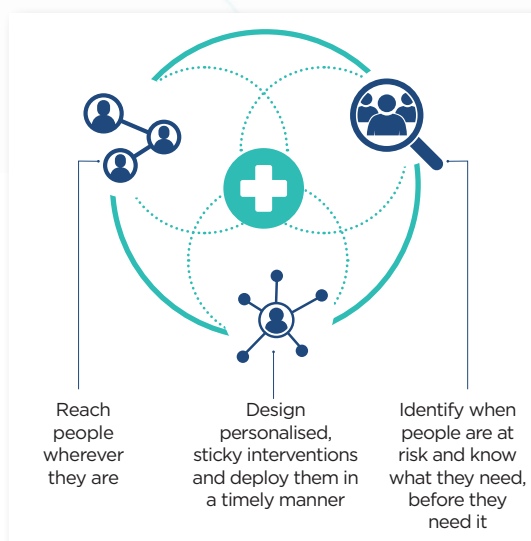 Reach
people
wherever
they are
Design
personalised,
sticky interventions
and deploy them in
a timely manner
Identify when
people are at
risk and know
what they need,
before they
need it